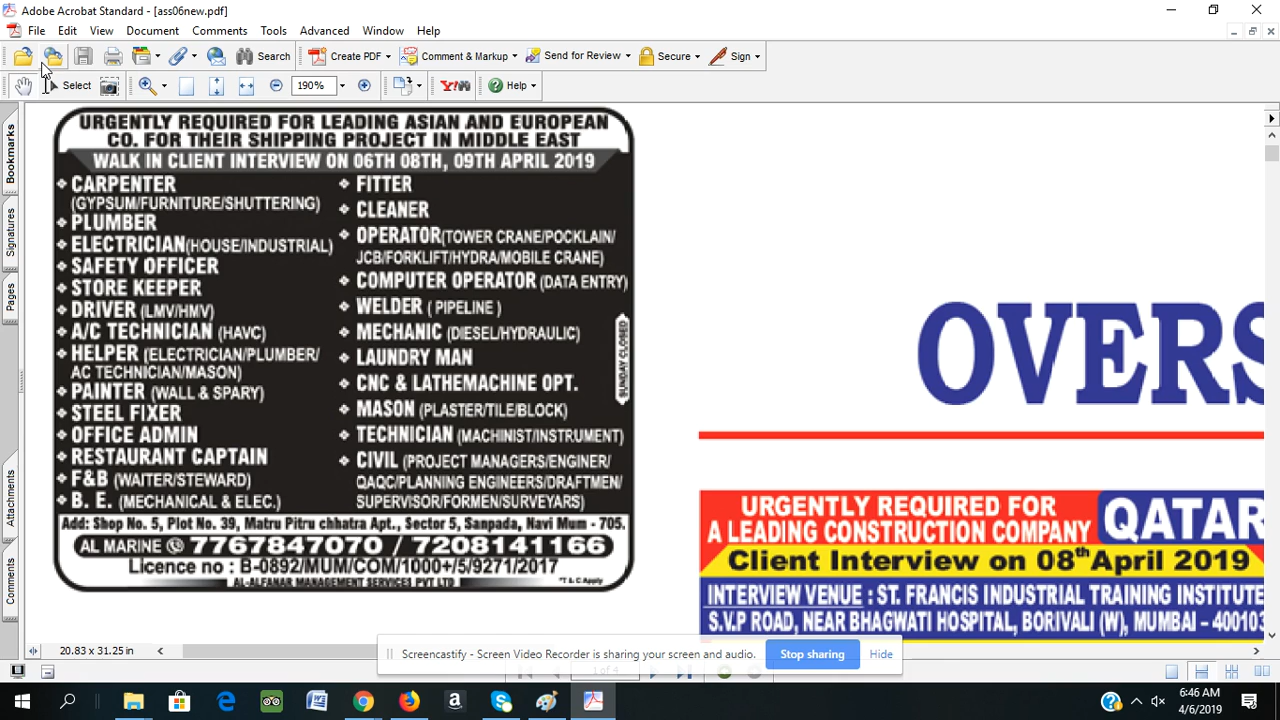 Adobe Acrobat Standard - [ass06new.pdf]
File Edit View Document Comments Tools Advanced Window Help
Search Create PDF Comment & Markup Send for Review Secure Sign
Select 190% Y! Help
Bookmarks
Signatures
Pages
Attachments
Comments
URGENTLY REQUIRED FOR LEADING ASIAN AND EUROPEAN
CO. FOR THEIR SHIPPING PROJECT IN MIDDLE EAST
WALK IN CLIENT INTERVIEW ON 06TH 08TH, 09TH APRIL 2019
❖ CARPENTER
(GYPSUM/FURNITURE/SHUTTERING)
❖ PLUMBER
❖ ELECTRICIAN(HOUSE/INDUSTRIAL)
❖ SAFETY OFFICER
❖ STORE KEEPER
❖ DRIVER (LMV/HMV)
❖ A/C TECHNICIAN (HAVC)
❖ HELPER (ELECTRICIAN/PLUMBER/
AC TECHNICIAN/MASON)
❖ PAINTER (WALL & SPARY)
❖ STEEL FIXER
❖ OFFICE ADMIN
❖ RESTAURANT CAPTAIN
❖ F&B (WAITER/STEWARD)
❖ B. E. (MECHANICAL & ELEC.)
❖ FITTER
❖ CLEANER
❖ OPERATOR(TOWER CRANE/POCKLAIN/
JCB/FORKLIFT/HYDRA/MOBILE CRANE)
❖ COMPUTER OPERATOR (DATA ENTRY)
❖ WELDER ( PIPELINE )
❖ MECHANIC (DIESEL/HYDRAULIC)
❖ LAUNDRY MAN
❖ CNC & LATHEMACHINE OPT.
❖ MASON (PLASTER/TILE/BLOCK)
❖ TECHNICIAN (MACHINIST/INSTRUMENT)
❖ CIVIL (PROJECT MANAGERS/ENGINER/
QAQC/PLANNING ENGINEERS/DRAFTMEN/
SUPERVISOR/FORMEN/SURVEYARS)
SUNDAY CLOSED
Add: Shop No. 5, Plot No. 39, Matru Pitru chhatra Apt., Sector 5, Sanpada, Navi Mum - 705.
AL MARINE 7767847070 / 7208141166
Licence no : B-0892/MUM/COM/1000+/5/9271/2017
AL-ALFANAR MANAGEMENT SERVICES PVT LTD *T & C Apply
OVERS
URGENTLY REQUIRED FOR
A LEADING CONSTRUCTION COMPANY QATAR
Client Interview on 08th April 2019
INTERVIEW VENUE : ST. FRANCIS INDUSTRIAL TRAINING INSTITUTE
S.V.P ROAD, NEAR BHAGWATI HOSPITAL, BORIVALI (W), MUMBAI - 400103
20.83 x 31.25 in
Screencastify - Screen Video Recorder is sharing your screen and audio. Stop sharing Hide
1 of 4
6:46 AM
4/6/2019